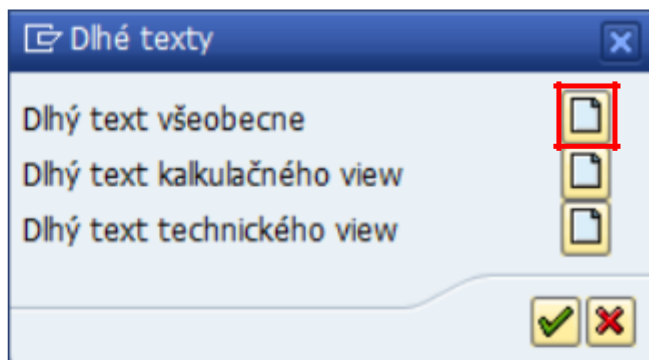 Dlhé texty
Dlhý text všeobecne
Dlhý text kalkulačného view
Dlhý text technického view